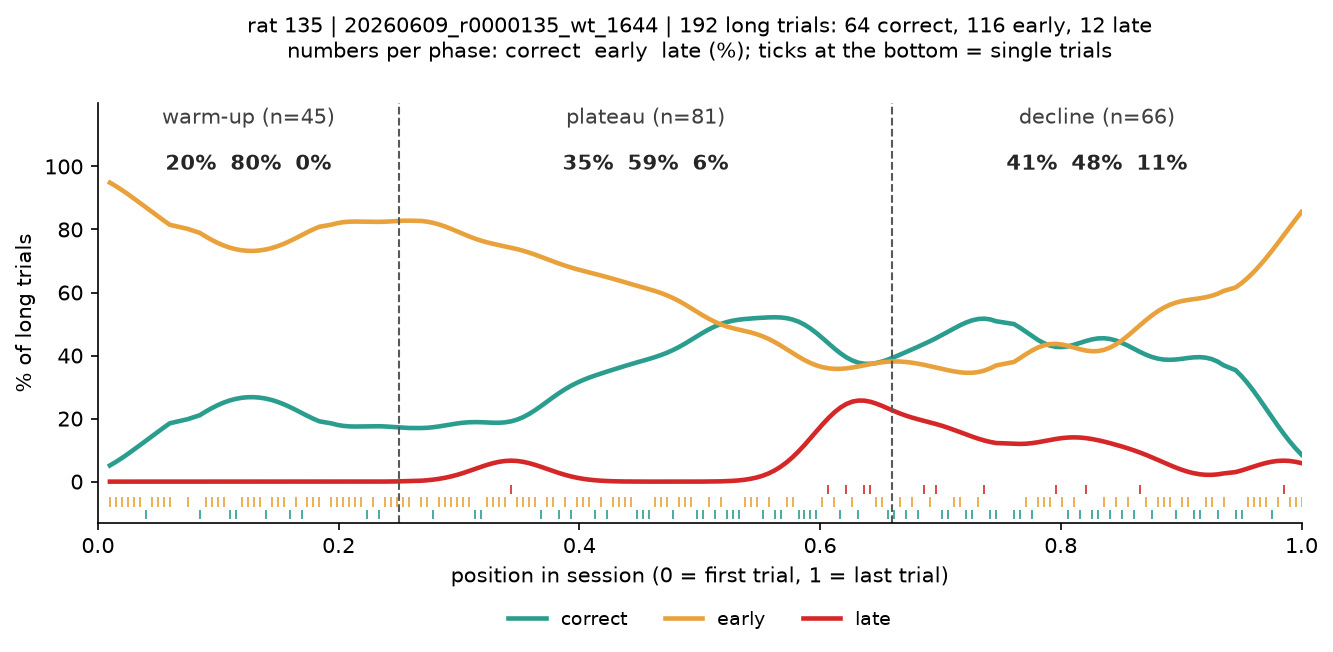 rat 135 | 20260609_r0000135_wt_1644 | 192 long trials: 64 correct, 116 early, 12 late
numbers per phase: correct  early  late (%); ticks at the bottom = single trials
warm-up (n=45)
plateau (n=81)
decline (n=66)
20%  80%  0%
35%  59%  6%
41%  48%  11%
100
80
60
40
20
0
% of long trials
0.0
0.2
0.4
0.6
0.8
1.0
position in session (0 = first trial, 1 = last trial)
correct
early
late